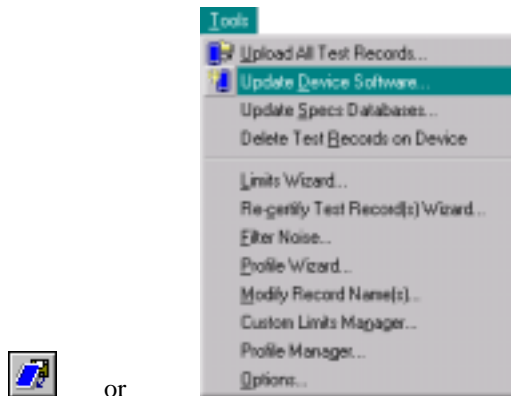 Tools
Upload All Test Records...
Update Device Software...
Update Specs Databases...
Delete Test Records on Device
Limits Wizard...
Re-certify Test Record(s) Wizard...
Filter Noise...
Profile Wizard...
Modify Record Name(s)...
Custom Limits Manager...
Profile Manager...
Options...
or